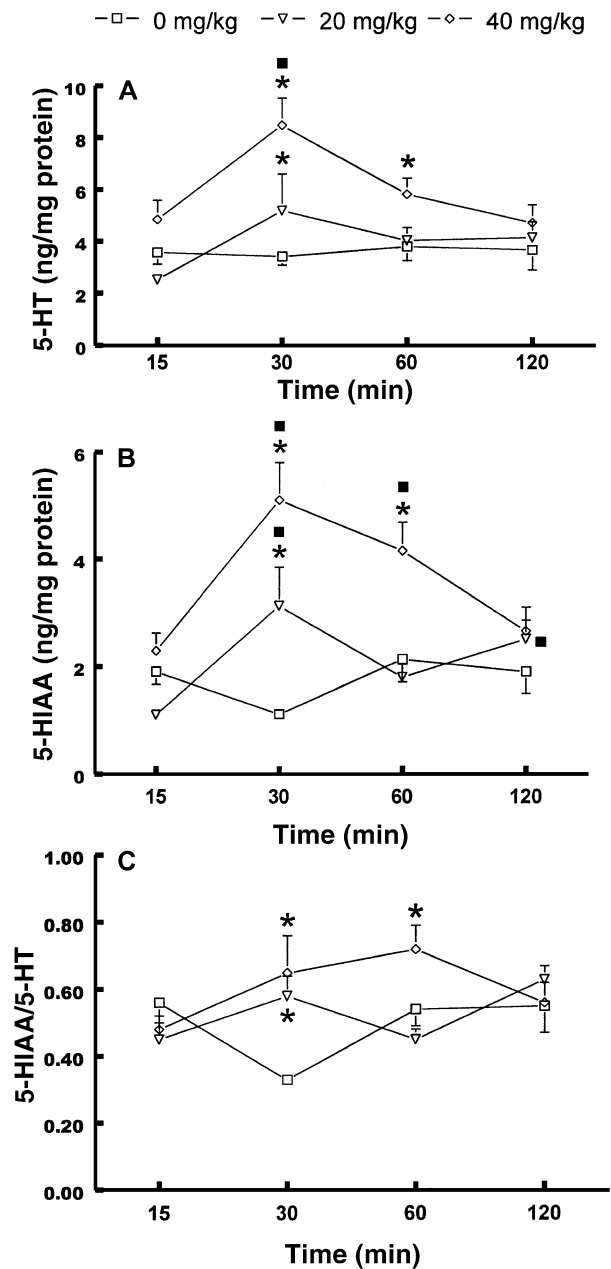 0 mg/kg 20 mg/kg 40 mg/kg
A
*
*
*
5-HT (ng/mg protein)
10
8
6
4
2
0
15 30 60 120
Time (min)
B
*
*
*
5-HIAA (ng/mg protein)
6
4
2
0
15 30 60 120
Time (min)
C
*
*
*
5-HIAA/5-HT
1.00
0.80
0.60
0.40
0.20
0.00
15 30 60 120
Time (min)